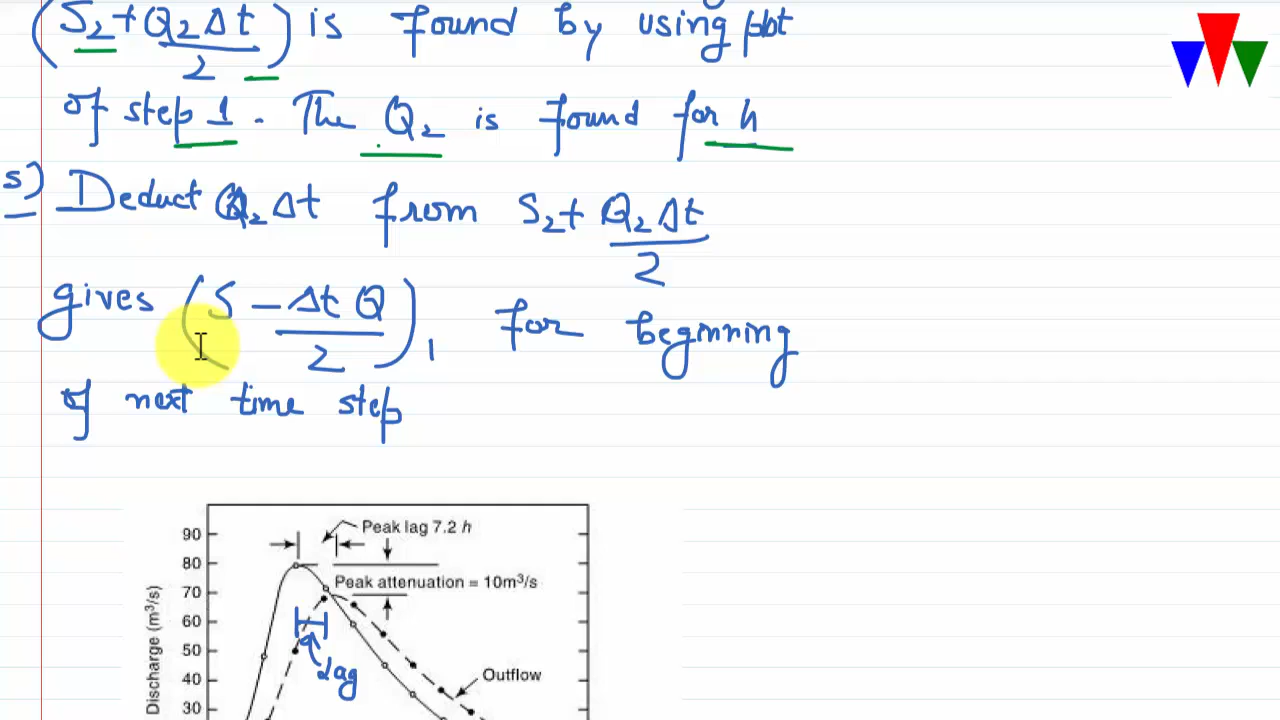 (S₂ + Q₂Δt/2) is found by using plot
of step 1. The Q₂ is found for h
5) Deduct Q₂Δt from S₂ + Q₂Δt/2
gives (S - Δt Q/2)₁ for beginning
of next time step
Peak lag 7.2 h
Peak attenuation = 10m³/s
Outflow
lag
Discharge (m³/s)
90
80
70
60
50
40
30